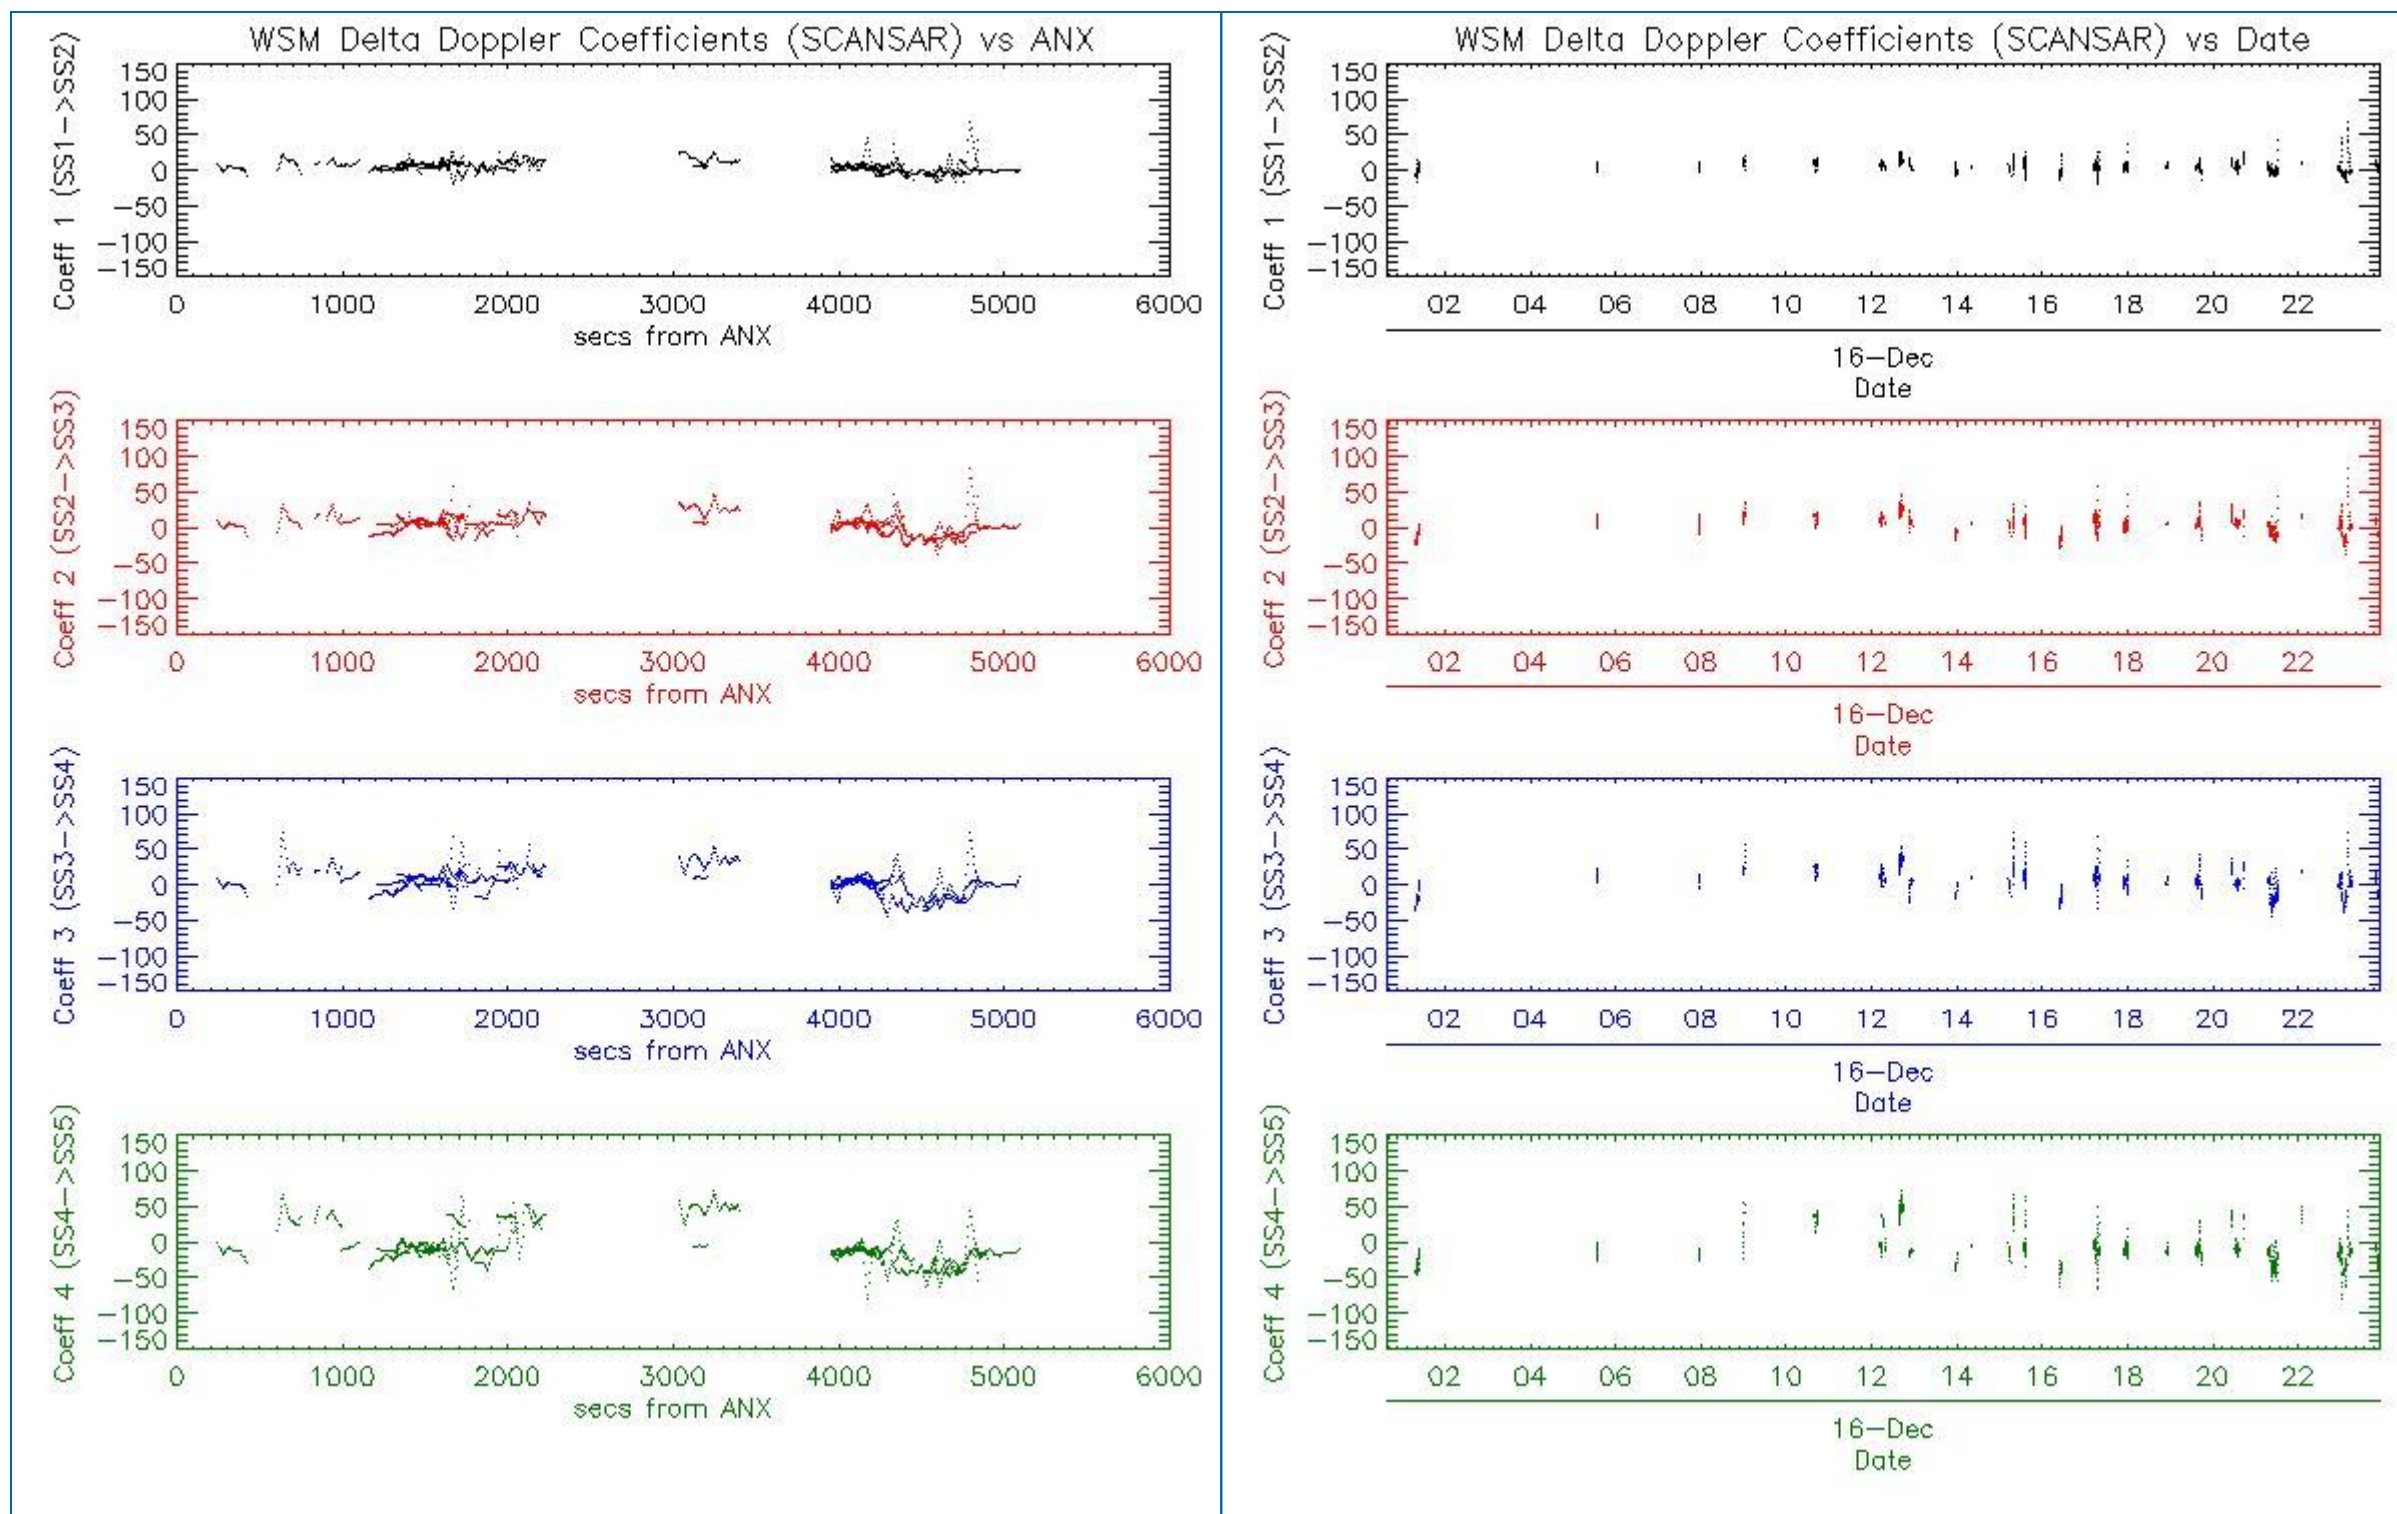 WSM Delta Doppler Coefficients (SCANSAR) vs ANX
Coeff 1 (SS1->SS2)
150
100
50
0
-50
-100
-150
0 1000 2000 3000 4000 5000 6000
secs from ANX
Coeff 2 (SS2->SS3)
150
100
50
0
-50
-100
-150
0 1000 2000 3000 4000 5000 6000
secs from ANX
Coeff 3 (SS3->SS4)
150
100
50
0
-50
-100
-150
0 1000 2000 3000 4000 5000 6000
secs from ANX
Coeff 4 (SS4->SS5)
150
100
50
0
-50
-100
-150
0 1000 2000 3000 4000 5000 6000
secs from ANX
WSM Delta Doppler Coefficients (SCANSAR) vs Date
Coeff 1 (SS1->SS2)
150
100
50
0
-50
-100
-150
02 04 06 08 10 12 14 16 18 20 22
16-Dec
Date
Coeff 2 (SS2->SS3)
150
100
50
0
-50
-100
-150
02 04 06 08 10 12 14 16 18 20 22
16-Dec
Date
Coeff 3 (SS3->SS4)
150
100
50
0
-50
-100
-150
02 04 06 08 10 12 14 16 18 20 22
16-Dec
Date
Coeff 4 (SS4->SS5)
150
100
50
0
-50
-100
-150
02 04 06 08 10 12 14 16 18 20 22
16-Dec
Date